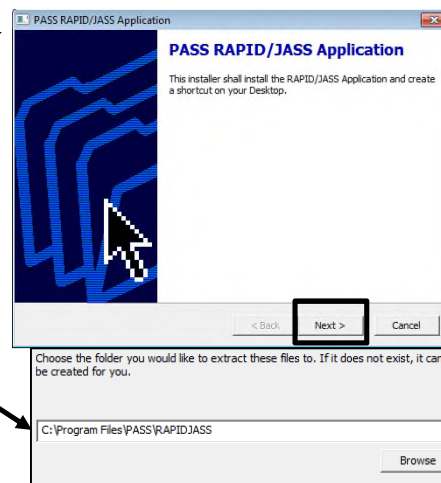 PASS RAPID/JASS Application
PASS RAPID/JASS Application
This installer shall install the RAPID/JASS Application and create
a shortcut on your Desktop.
< Back Next > Cancel
Choose the folder you would like to extract these files to. If it does not exist, it can
be created for you.
C:\Program Files\PASS\RAPIDJASS
Browse